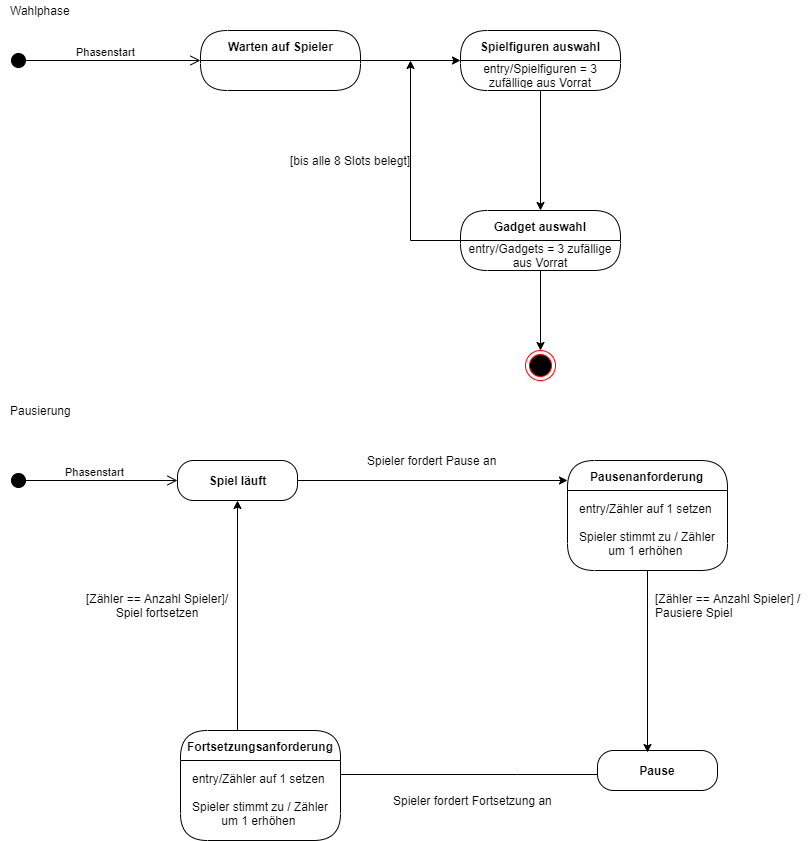 Wahlphase
Phasenstart
Warten auf Spieler
Spielfiguren auswahl
entry/Spielfiguren = 3
zufällige aus Vorrat
[bis alle 8 Slots belegt]
Gadget auswahl
entry/Gadgets = 3 zufällige
aus Vorrat
Pausierung
Phasenstart
Spiel läuft
Spieler fordert Pause an
Pausenanforderung
entry/Zähler auf 1 setzen
Spieler stimmt zu / Zähler
um 1 erhöhen
[Zähler == Anzahl Spieler]/
Spiel fortsetzen
[Zähler == Anzahl Spieler] /
Pausiere Spiel
Fortsetzungsanforderung
entry/Zähler auf 1 setzen
Spieler stimmt zu / Zähler
um 1 erhöhen
Spieler fordert Fortsetzung an
Pause